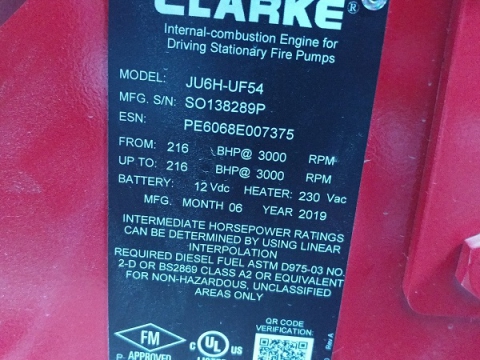 CLARKE
Internal-combustion Engine for
Driving Stationary Fire Pumps
MODEL: JU6H-UF54
MFG. S/N: SO138289P
ESN: PE6068E007375
FROM: 216 BHP@ 3000 RPM
UP TO: 216 BHP@ 3000 RPM
BATTERY: 12 Vdc HEATER: 230 Vac
MFG. MONTH 06 YEAR 2019
INTERMEDIATE HORSEPOWER RATINGS
CAN BE DETERMINED BY USING LINEAR
INTERPOLATION
REQUIRED DIESEL FUEL ASTM D975-03 NO.
2-D OR BS2869 CLASS A2 OR EQUIVALENT
FOR NON-HAZARDOUS, UNCLASSIFIED
AREAS ONLY
QR CODE
VERIFICATION:
FM
APPROVED
C UL US
Rev A